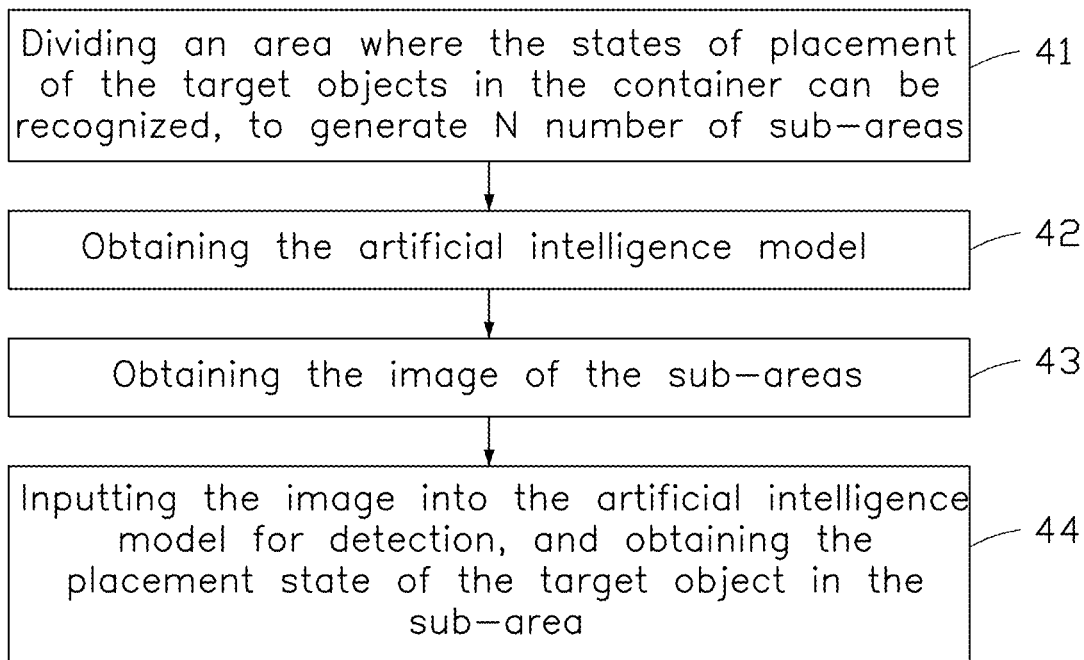 Dividing an area where the states of placement
of the target objects in the container can be
recognized, to generate N number of sub-areas
41
Obtaining the artificial intelligence model
42
Obtaining the image of the sub-areas
43
Inputting the image into the artificial intelligence
model for detection, and obtaining the
placement state of the target object in the
sub-area
44